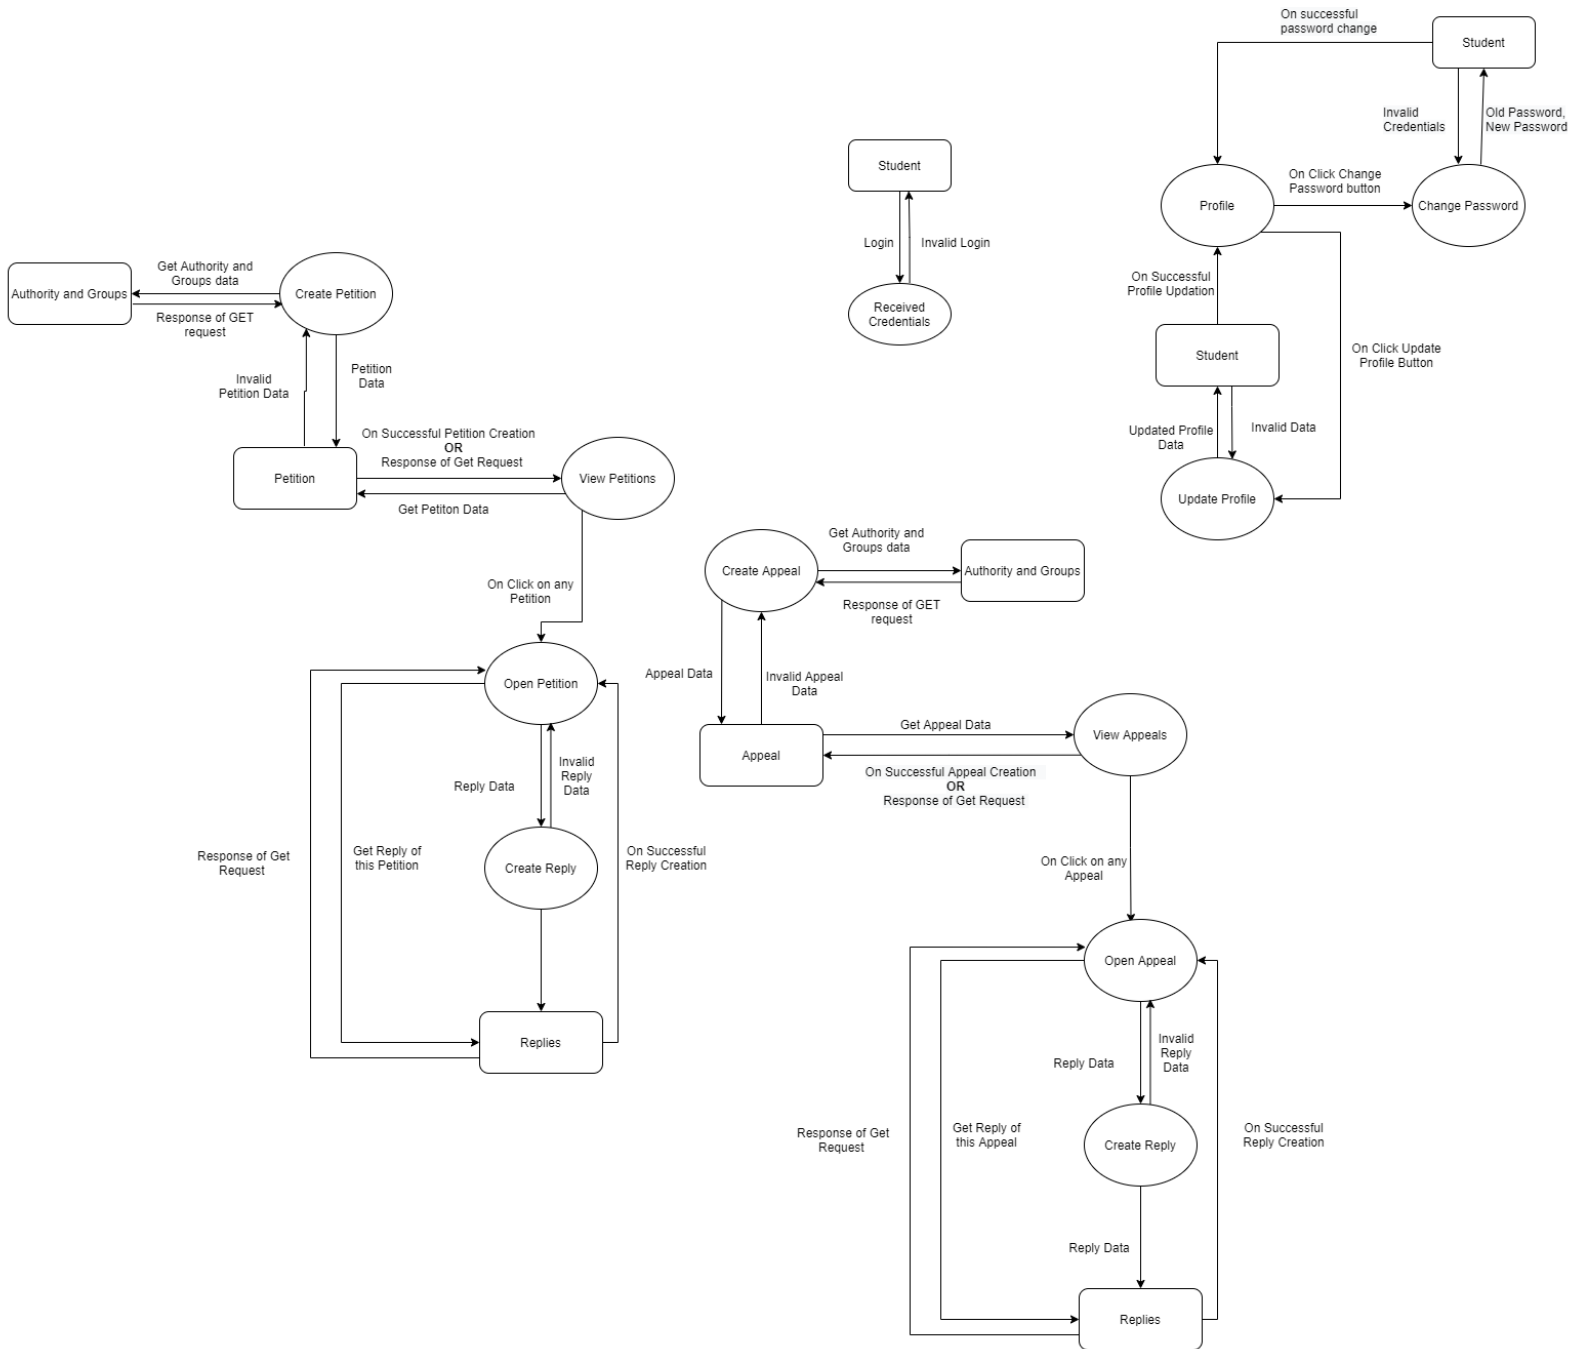 On successful
password change
Student
Invalid
Credentials
Old Password,
New Password
Profile
On Click Change
Password button
Change Password
On Successful
Profile Updation
Student
On Click Update
Profile Button
Updated Profile
Data
Invalid Data
Update Profile
Student
Login
Invalid Login
Received
Credentials
Authority and Groups
Get Authority and
Groups data
Response of GET
request
Create Petition
Invalid
Petition Data
Petition
Data
Petition
On Successful Petition Creation
OR
Response of Get Request
Get Petiton Data
View Petitions
On Click on any
Petition
Open Petition
Reply Data
Invalid
Reply
Data
Response of Get
Request
Get Reply of
this Petition
Create Reply
On Successful
Reply Creation
Replies
Create Appeal
Get Authority and
Groups data
Authority and Groups
Response of GET
request
Appeal Data
Invalid Appeal
Data
Appeal
Get Appeal Data
On Successful Appeal Creation
OR
Response of Get Request
View Appeals
On Click on any
Appeal
Open Appeal
Reply Data
Invalid
Reply
Data
Response of Get
Request
Get Reply of
this Appeal
Create Reply
On Successful
Reply Creation
Reply Data
Replies